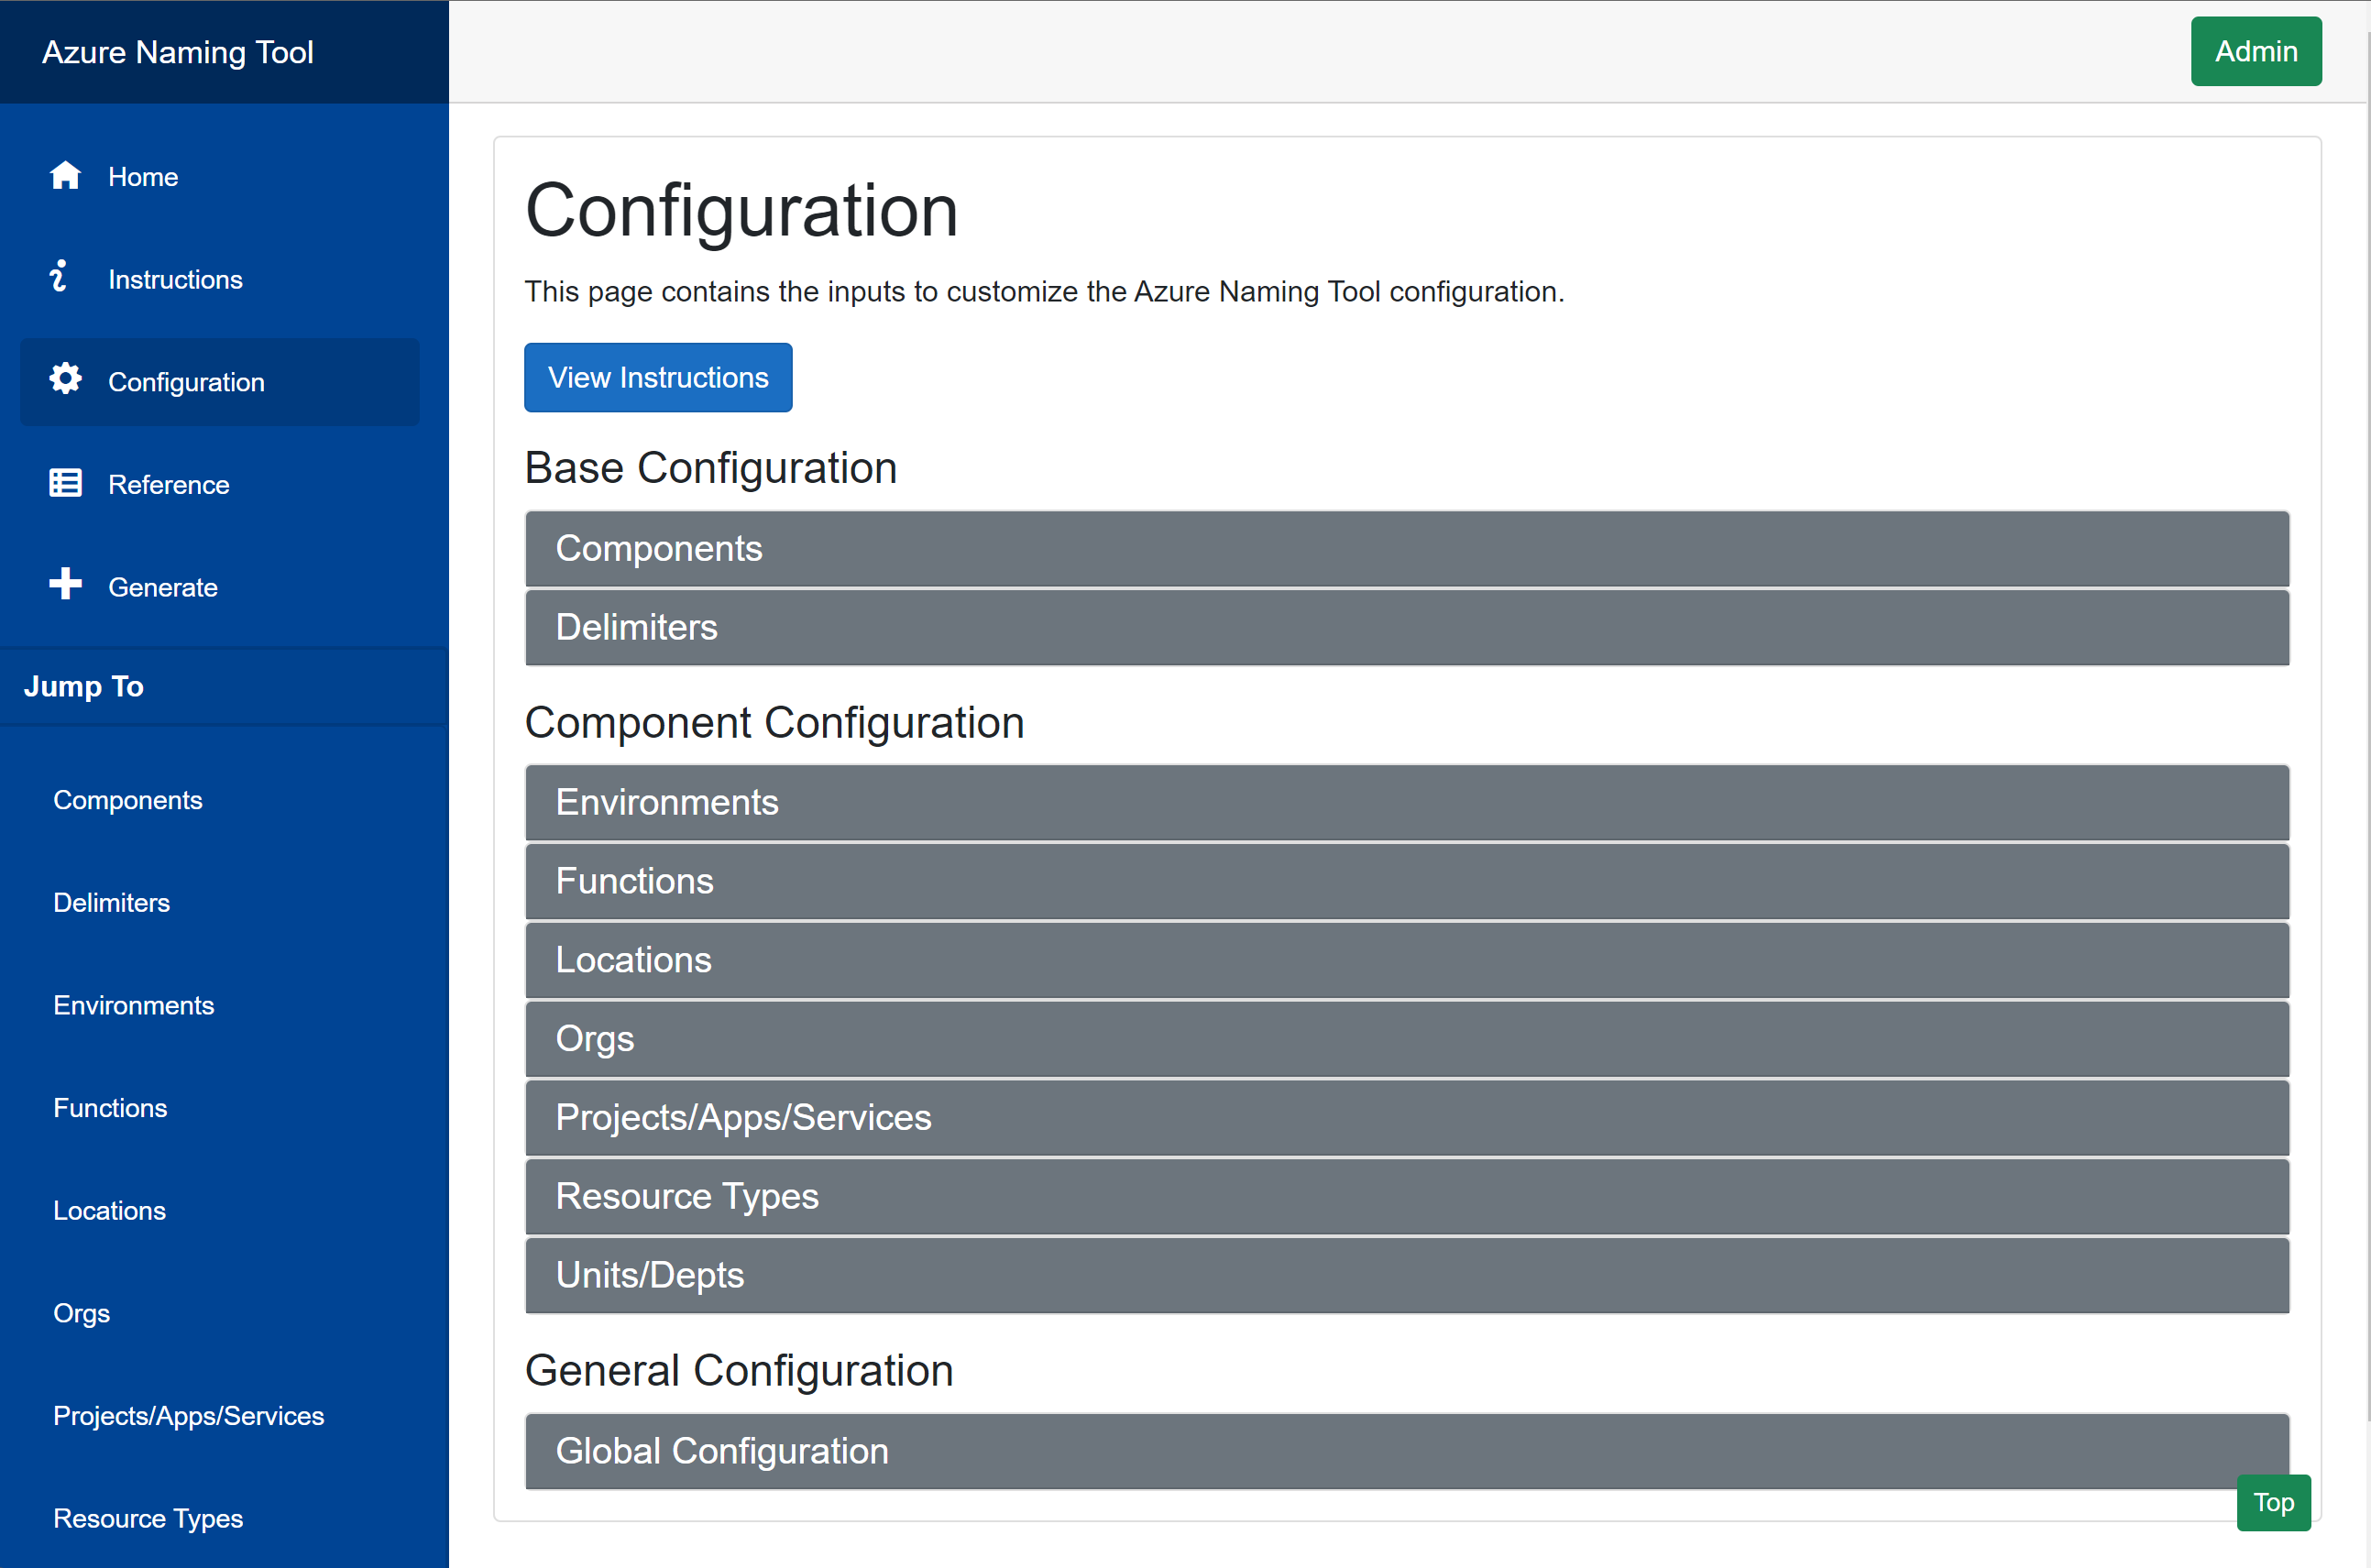 Azure Naming Tool
Admin
Home
Instructions
Configuration
Reference
Generate
Jump To
Components
Delimiters
Environments
Functions
Locations
Orgs
Projects/Apps/Services
Resource Types
Configuration
This page contains the inputs to customize the Azure Naming Tool configuration.
View Instructions
Base Configuration
Components
Delimiters
Component Configuration
Environments
Functions
Locations
Orgs
Projects/Apps/Services
Resource Types
Units/Depts
General Configuration
Global Configuration
Top